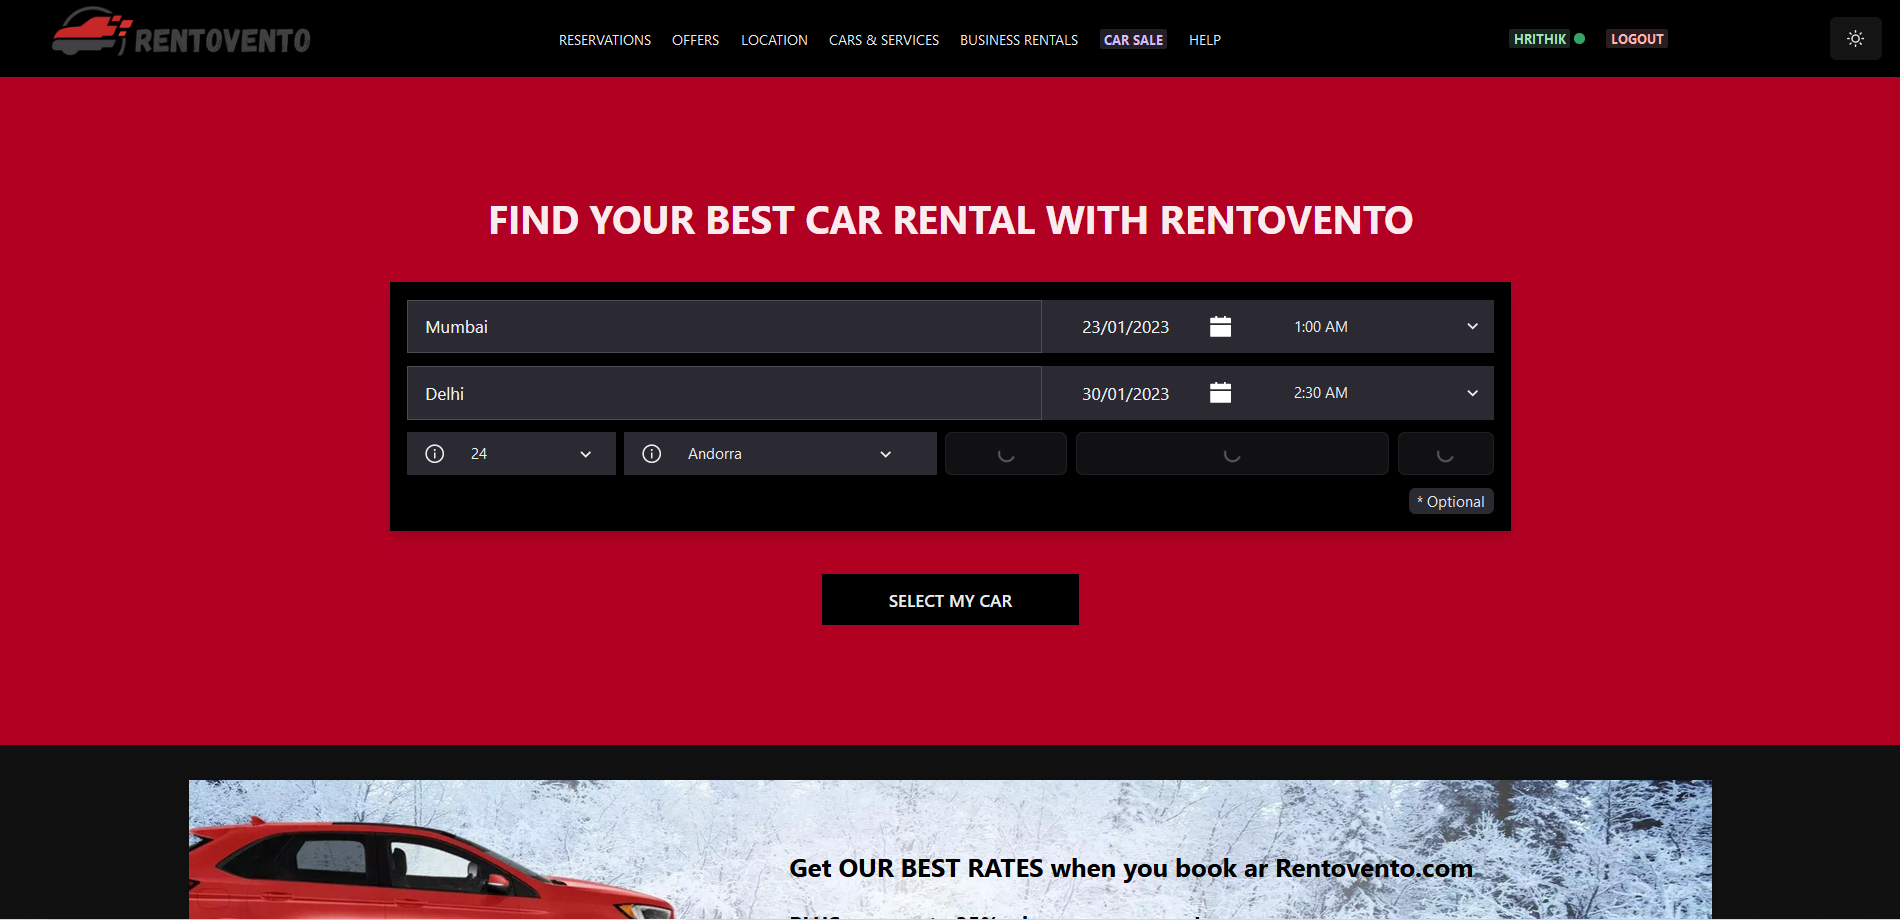 RENTOVENTO
RESERVATIONS OFFERS LOCATION CARS & SERVICES BUSINESS RENTALS CAR SALE HELP HRITHIK LOGOUT
FIND YOUR BEST CAR RENTAL WITH RENTOVENTO
Mumbai 23/01/2023 1:00 AM
Delhi 30/01/2023 2:30 AM
24 Andorra
* Optional
SELECT MY CAR
Get OUR BEST RATES when you book ar Rentovento.com